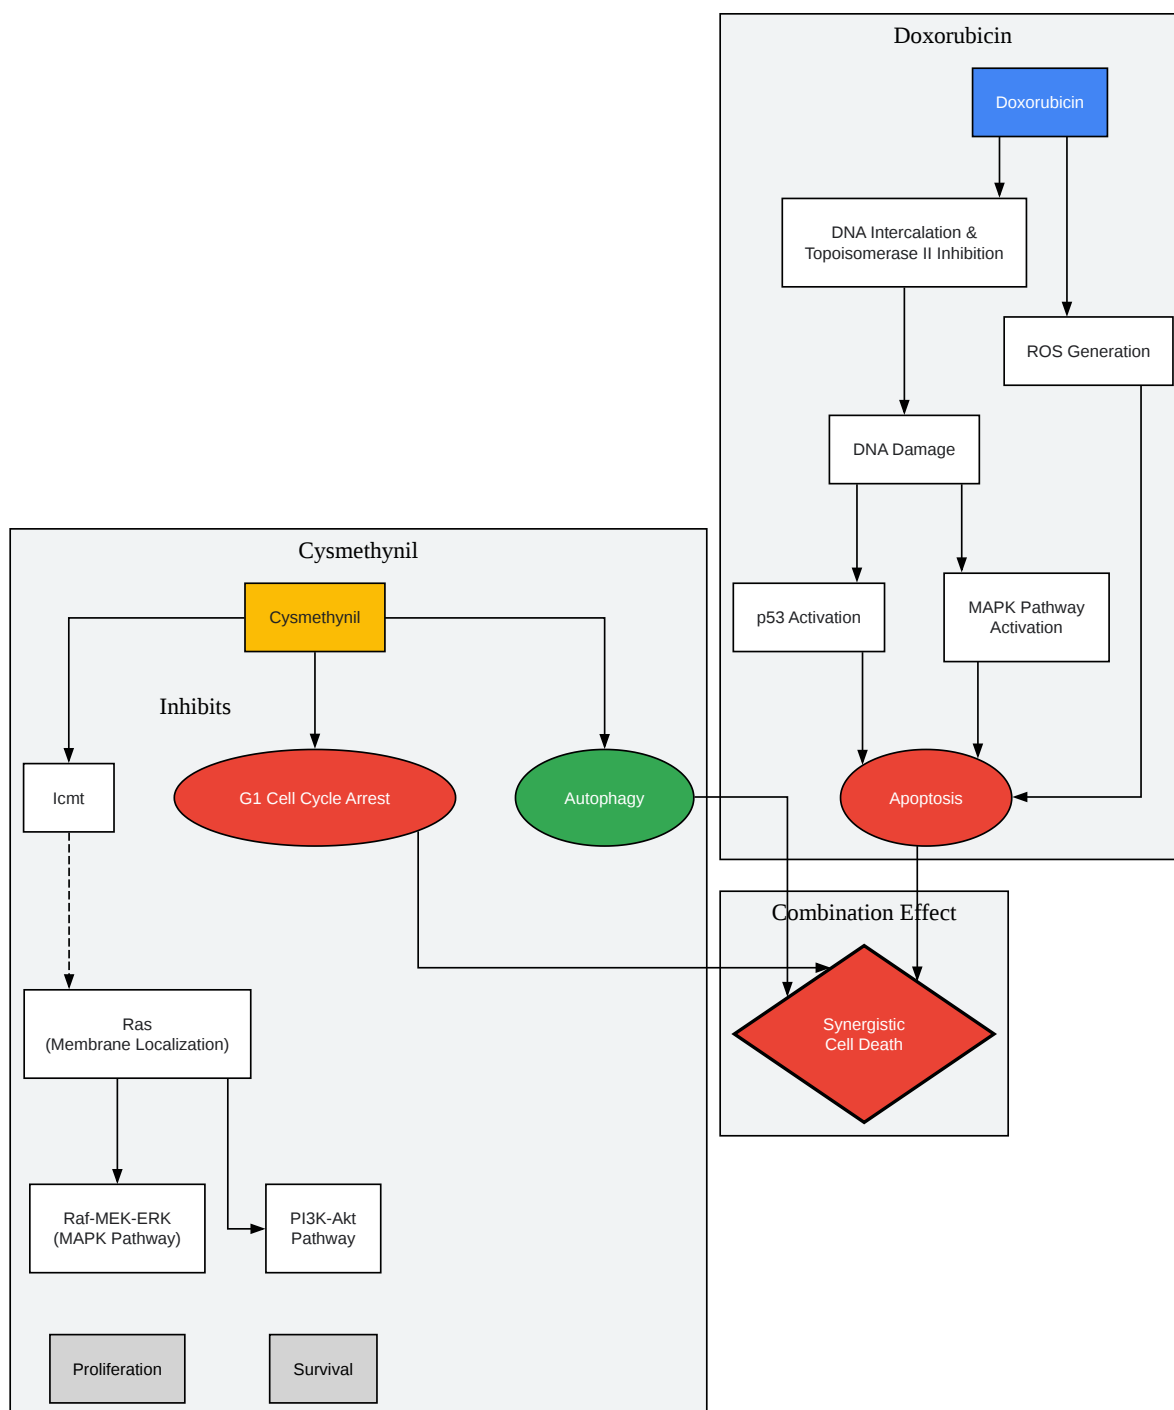 Doxorubicin
Doxorubicin
DNA Intercalation &
Topoisomerase II Inhibition
ROS Generation
DNA Damage
p53 Activation
MAPK Pathway
Activation
Apoptosis
Cysmethynil
Cysmethynil
Inhibits
Icmt
G1 Cell Cycle Arrest
Autophagy
Ras
(Membrane Localization)
Raf-MEK-ERK
(MAPK Pathway)
PI3K-Akt
Pathway
Proliferation
Survival
Combination Effect
Synergistic
Cell Death